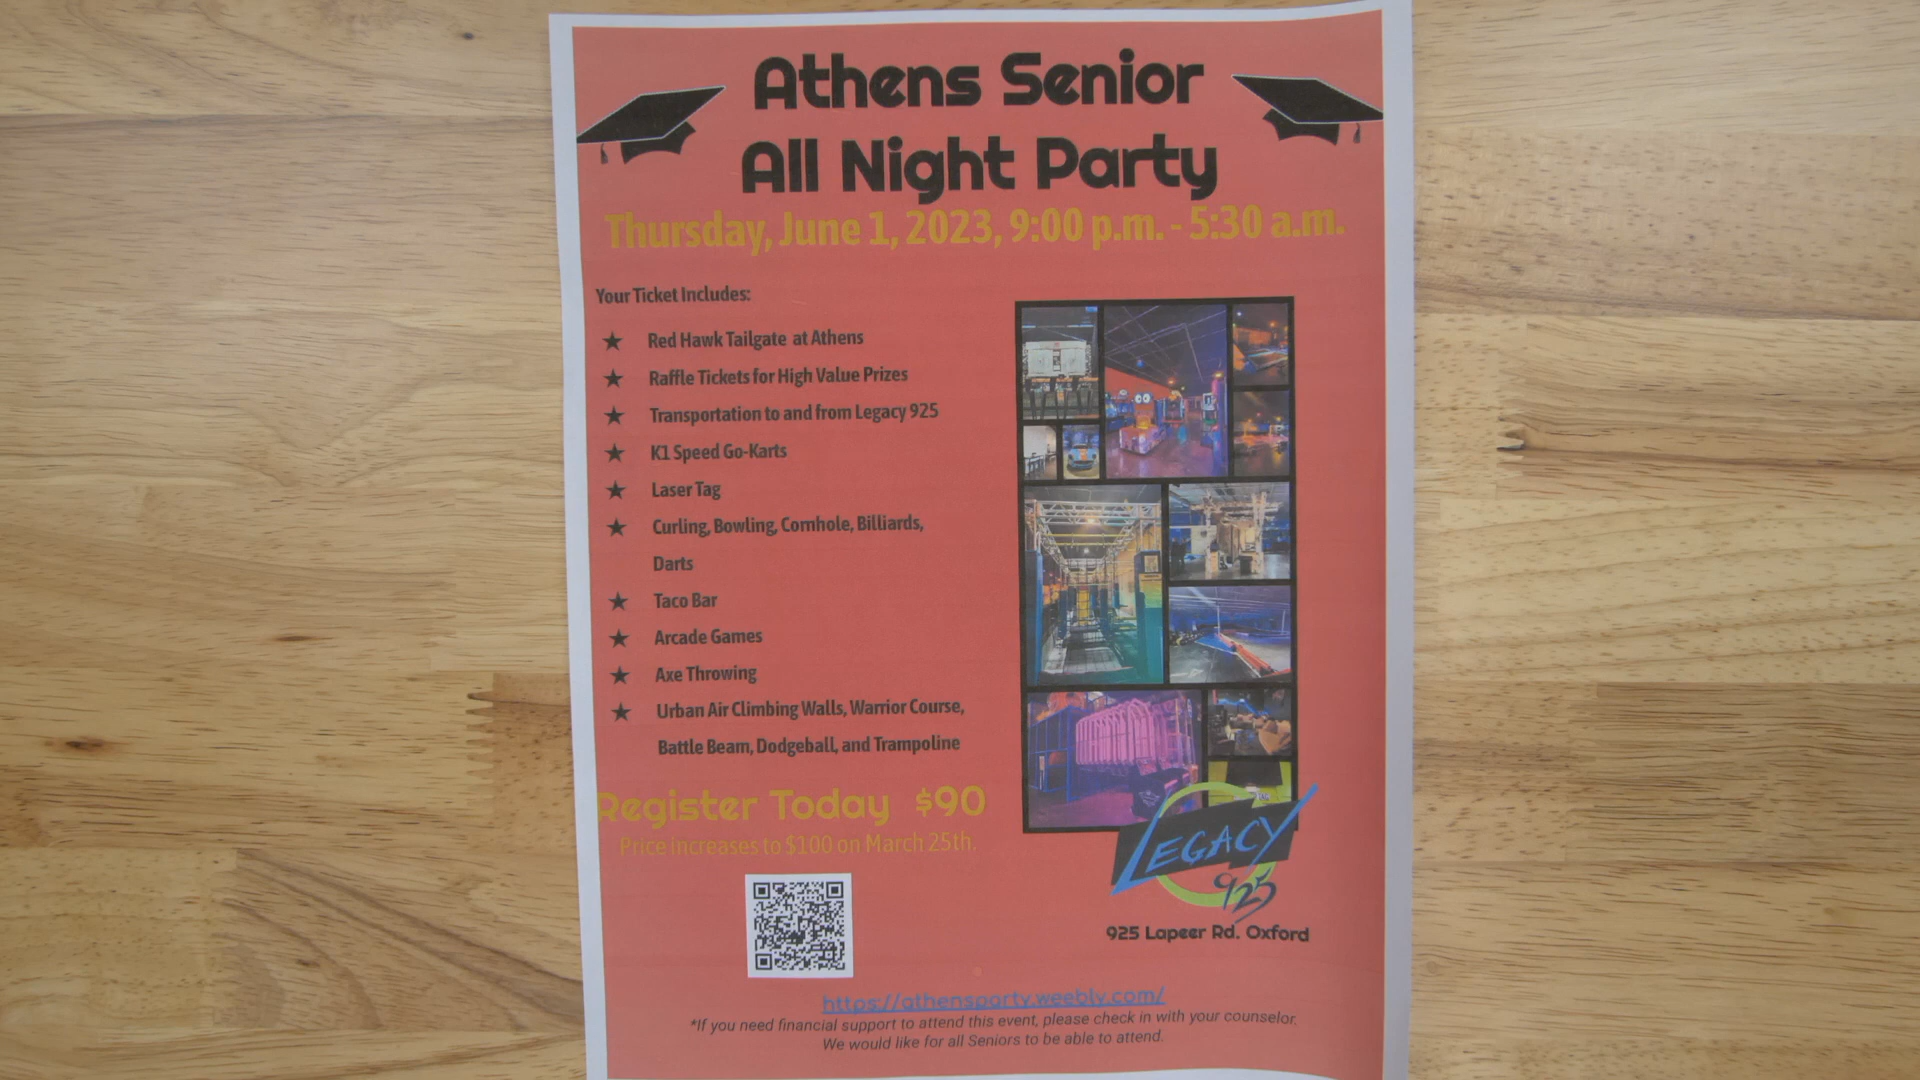 Athens Senior
All Night Party
Thursday, June 1, 2023, 9:00 p.m. - 5:30 a.m.
Your Ticket Includes:
★ Red Hawk Tailgate at Athens
★ Raffle Tickets for High Value Prizes
★ Transportation to and from Legacy 925
★ K1 Speed Go-Karts
★ Laser Tag
★ Curling, Bowling, Cornhole, Billiards,
Darts
★ Taco Bar
★ Arcade Games
★ Axe Throwing
★ Urban Air Climbing Walls, Warrior Course,
Battle Beam, Dodgeball, and Trampoline
Register Today $90
Price increases to $100 on March 25th.
LEGACY
925
925 Lapeer Rd. Oxford
https://athensparty.weebly.com/
*If you need financial support to attend this event, please check in with your counselor.
We would like for all Seniors to be able to attend.